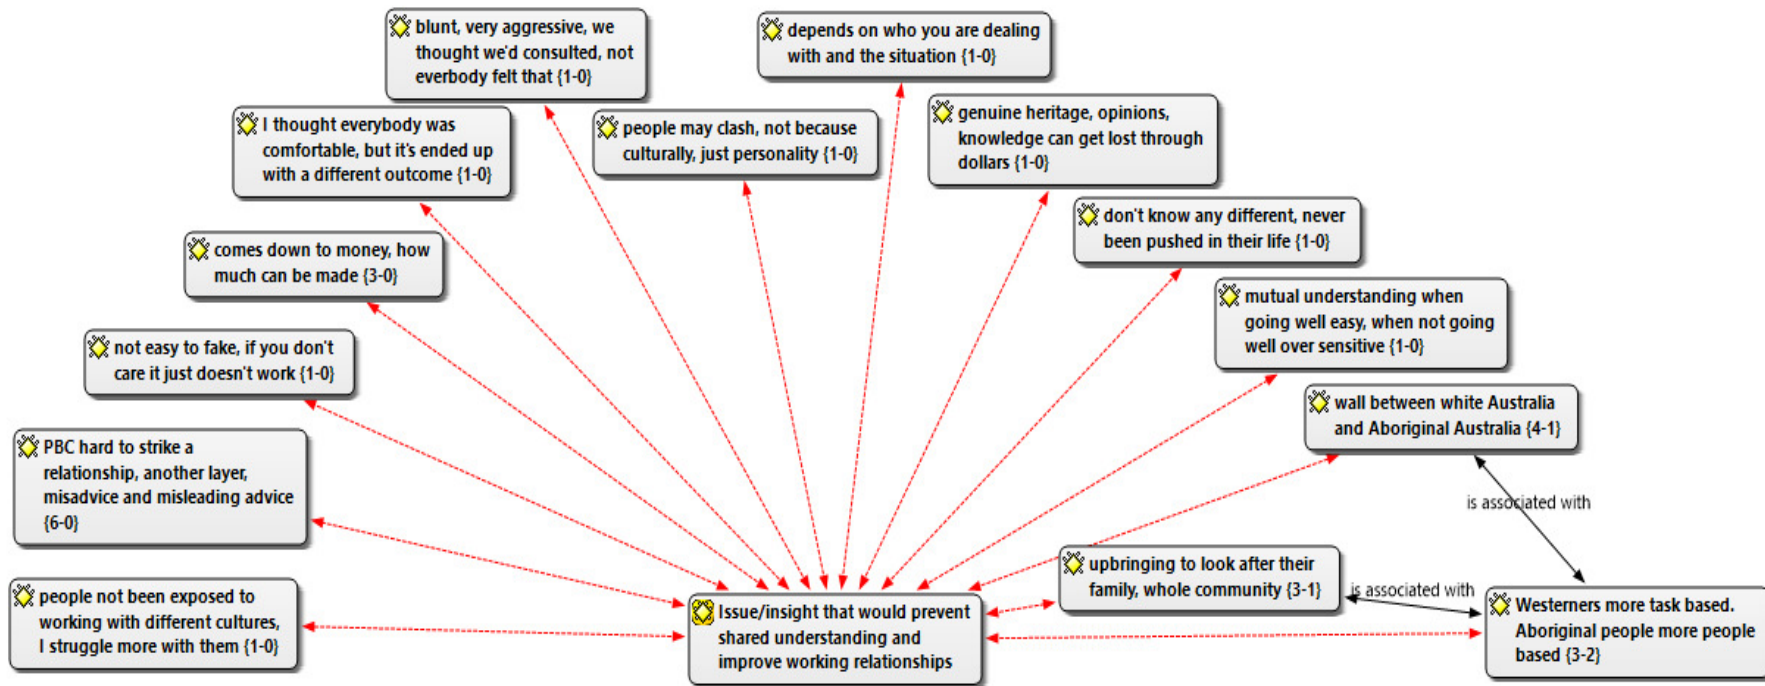 blunt, very aggressive, we
thought we'd consulted, not
everbody felt that {1-0}
depends on who you are dealing
with and the situation {1-0}
I thought everybody was
comfortable, but it's ended up
with a different outcome {1-0}
people may clash, not because
culturally, just personality {1-0}
genuine heritage, opinions,
knowledge can get lost through
dollars {1-0}
comes down to money, how
much can be made {3-0}
don't know any different, never
been pushed in their life {1-0}
not easy to fake, if you don't
care it just doesn't work {1-0}
mutual understanding when
going well easy, when not going
well over sensitive {1-0}
PBC hard to strike a
relationship, another layer,
misadvice and misleading advice
{6-0}
wall between white Australia
and Aboriginal Australia {4-1}
is associated with
people not been exposed to
working with different cultures,
I struggle more with them {1-0}
Issue/insight that would prevent
shared understanding and
improve working relationships
upbringing to look after their
family, whole community {3-1}
is associated with
Westerners more task based.
Aboriginal people more people
based {3-2}